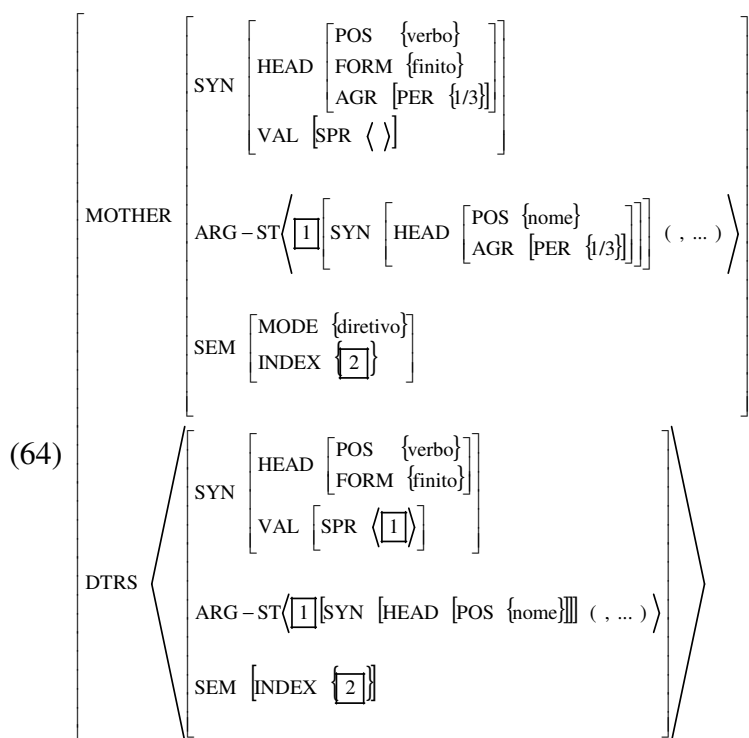 POS {verbo}
HEAD FORM {finito}
SYN AGR [PER {1/3}]
VAL [SPR ⟨ ⟩]
MOTHER ARG – ST⟨ 1 [SYN [HEAD [POS {nome}
AGR [PER {1/3}]]]] ( , ... ) ⟩
SEM [MODE {diretivo}
INDEX { 2 }]
(64)
SYN [HEAD [POS {verbo}
FORM {finito}]
VAL [SPR ⟨ 1 ⟩]]
DTRS
ARG – ST⟨ 1 [SYN [HEAD [POS {nome}]]] ( , ... ) ⟩
SEM [INDEX { 2 }]